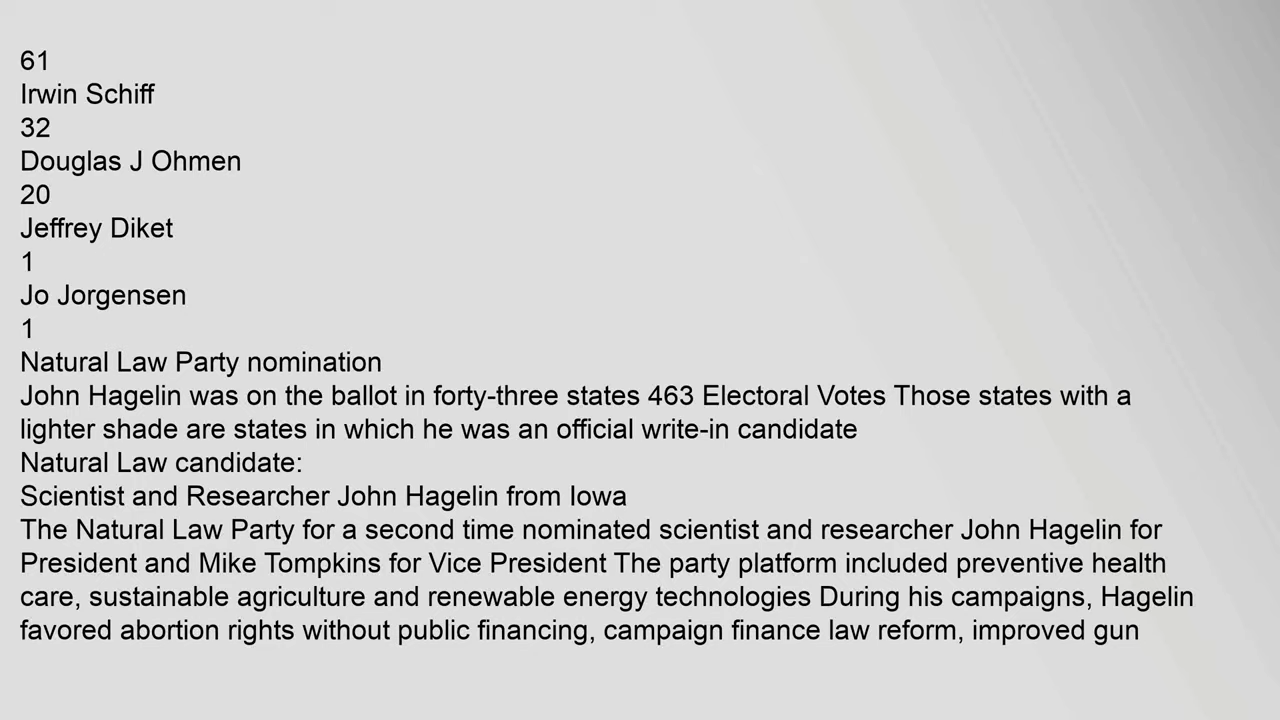 61
Irwin Schiff
32
Douglas J Ohmen
20
Jeffrey Diket
1
Jo Jorgensen
1
Natural Law Party nomination
John Hagelin was on the ballot in forty-three states 463 Electoral Votes Those states with a
lighter shade are states in which he was an official write-in candidate
Natural Law candidate:
Scientist and Researcher John Hagelin from Iowa
The Natural Law Party for a second time nominated scientist and researcher John Hagelin for
President and Mike Tompkins for Vice President The party platform included preventive health
care, sustainable agriculture and renewable energy technologies During his campaigns, Hagelin
favored abortion rights without public financing, campaign finance law reform, improved gun